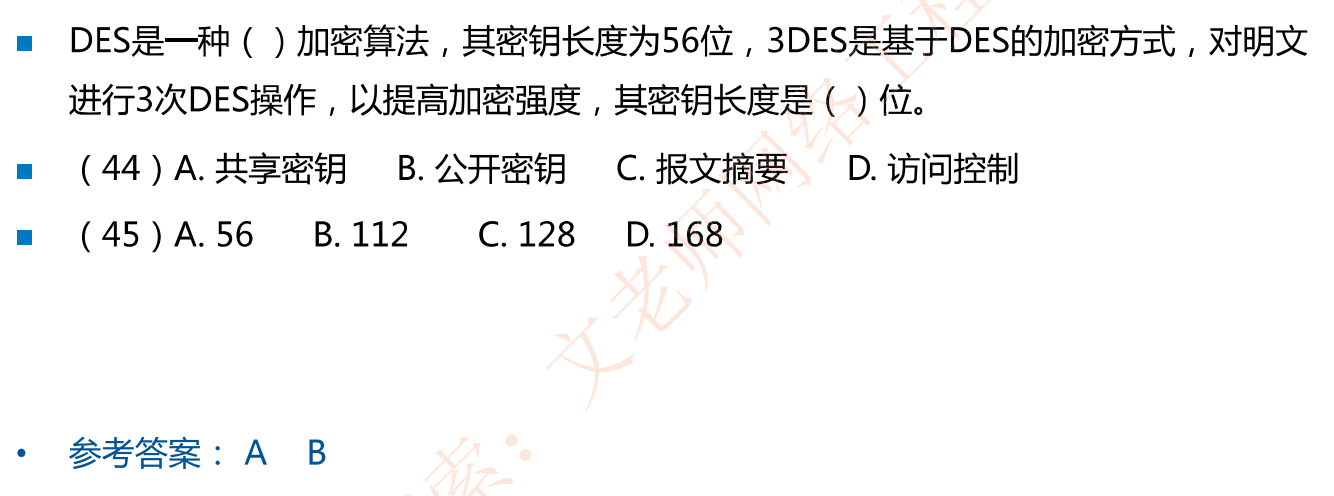 DES是一种（ ）加密算法，其密钥长度为56位，3DES是基于DES的加密方式，对明文
进行3次DES操作，以提高加密强度，其密钥长度是（ ）位。
（44）A. 共享密钥 B. 公开密钥 C. 报文摘要 D. 访问控制
（45）A. 56 B. 112 C. 128 D. 168
参考答案： A B
索：文老师网络工程